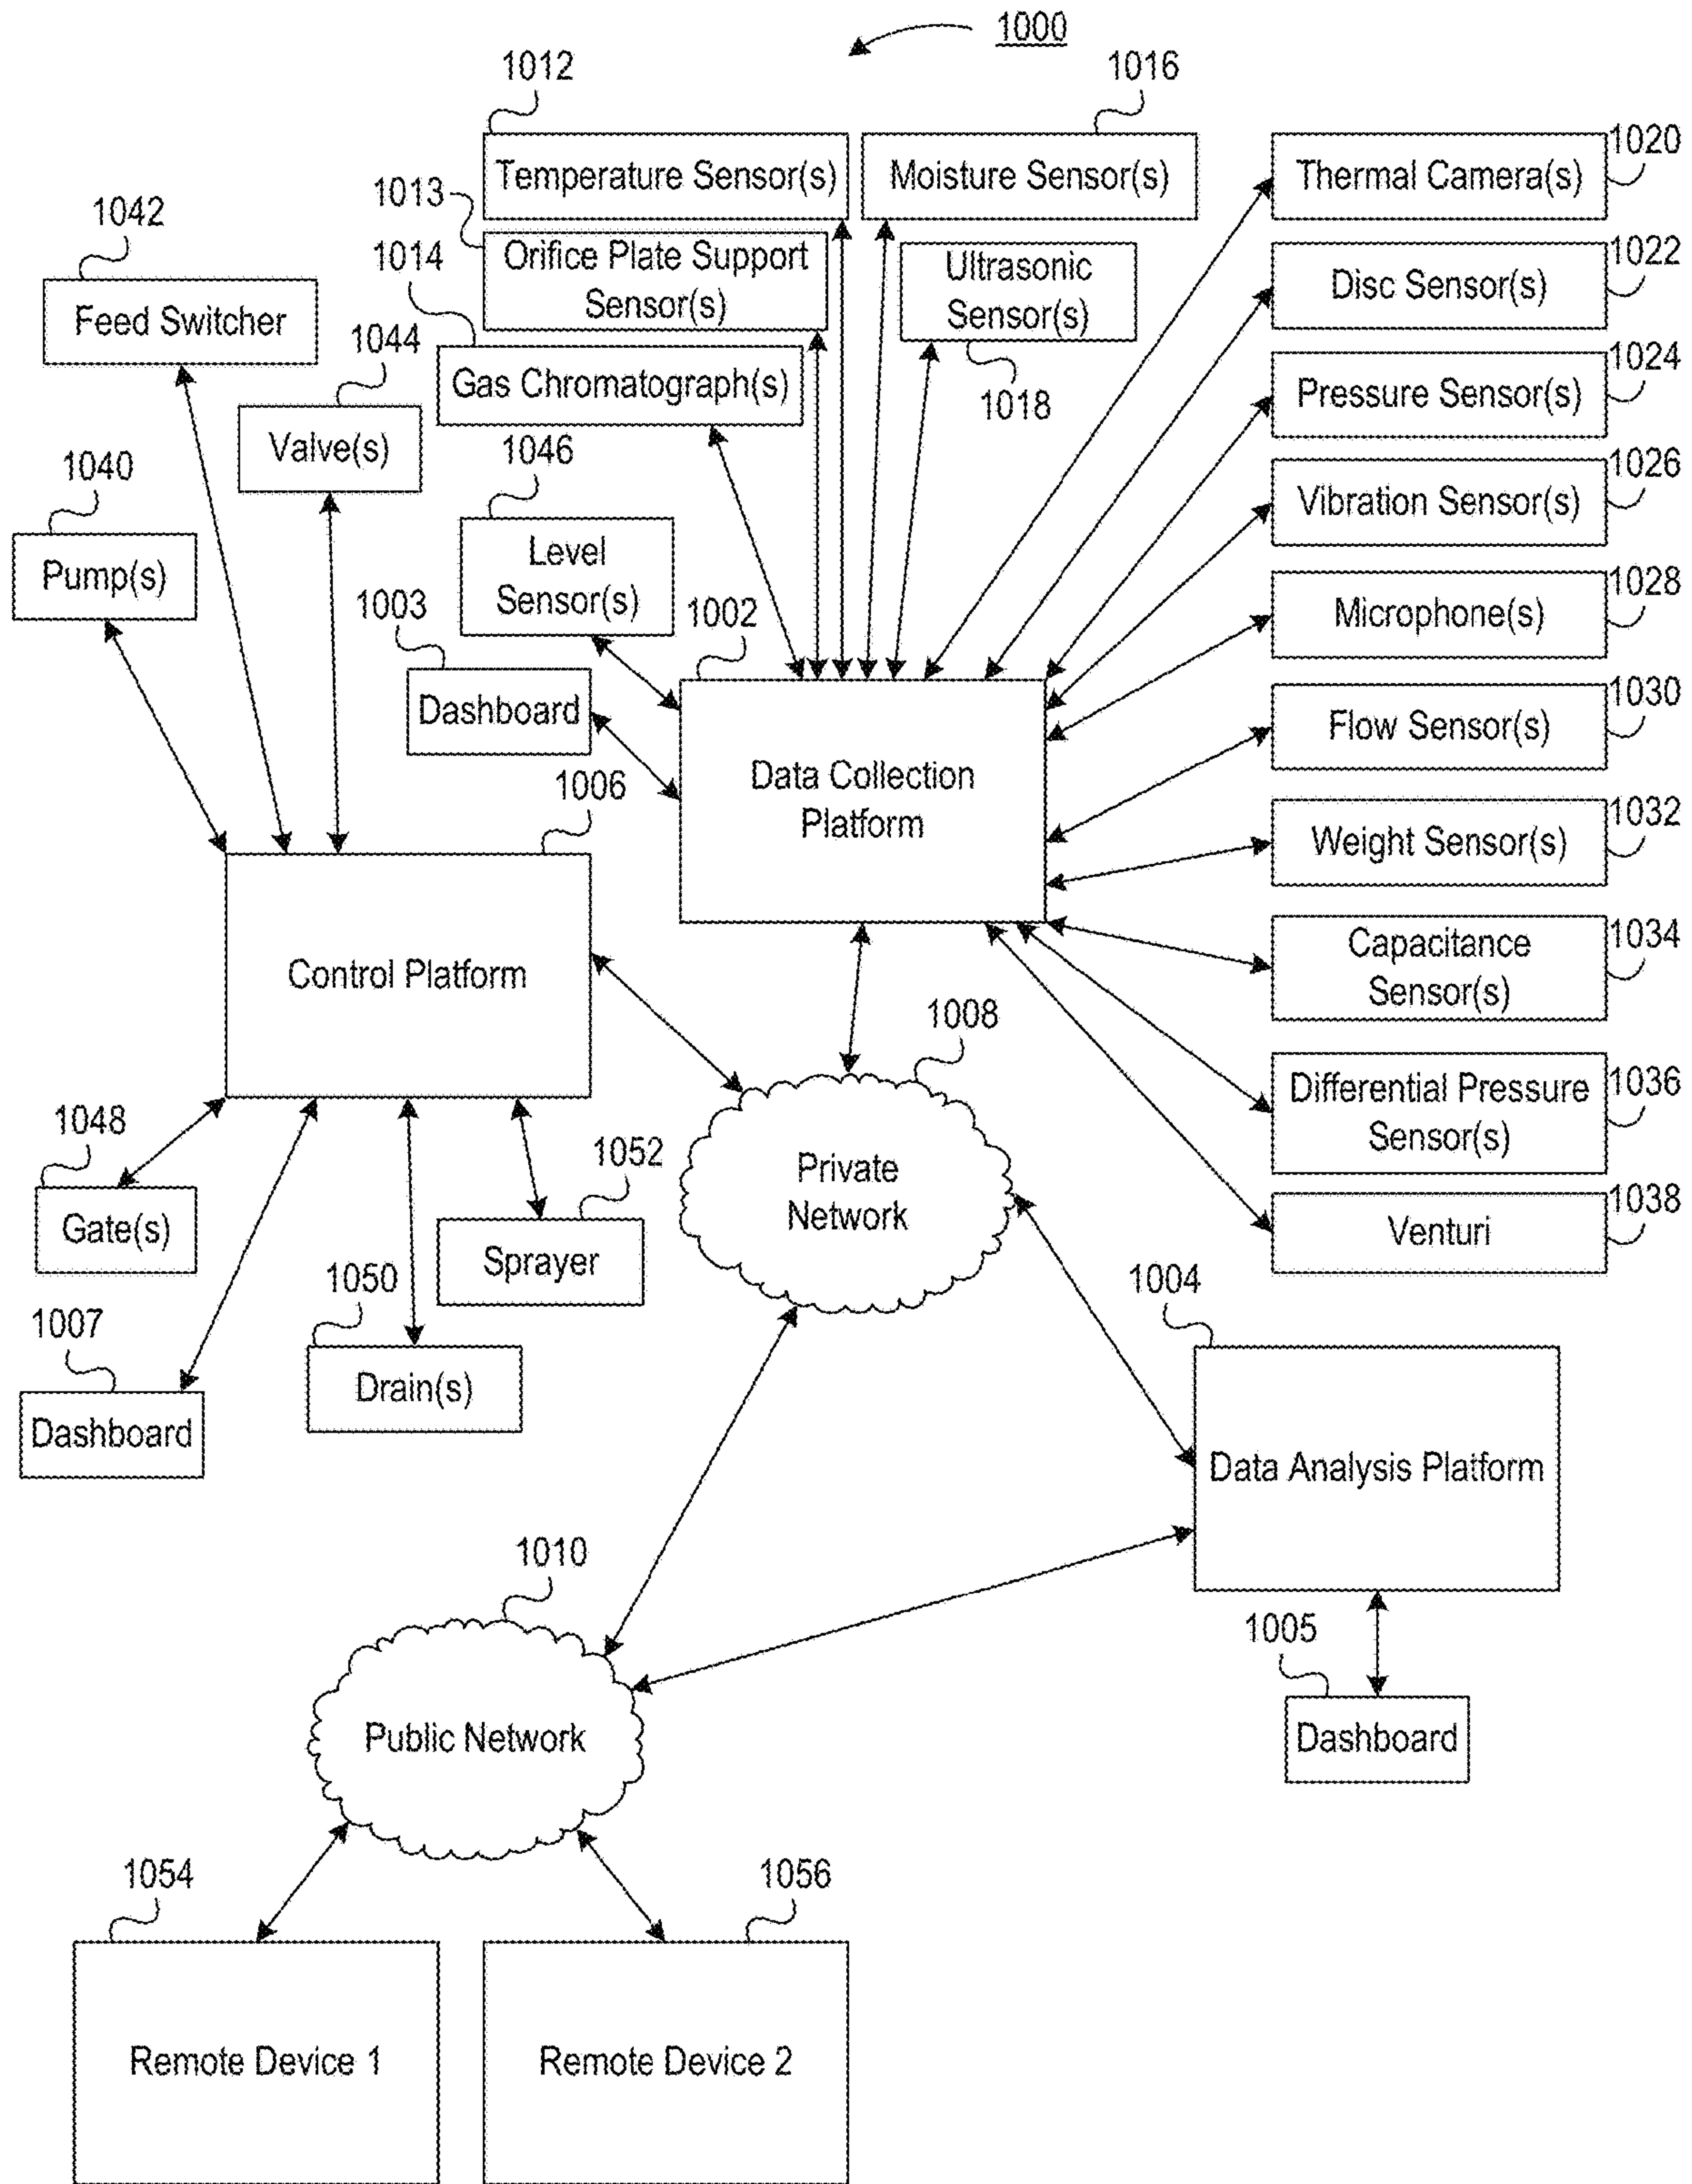 1000
1012
1016
1020
Temperature Sensor(s)
Moisture Sensor(s)
Thermal Camera(s)
1013
1042
1014
Orifice Plate Support
Sensor(s)
Ultrasonic
Sensor(s)
1022
Disc Sensor(s)
Feed Switcher
1044
Gas Chromatograph(s)
1018
1024
Pressure Sensor(s)
Valve(s)
1046
1026
Vibration Sensor(s)
1040
Pump(s)
Level
Sensor(s)
1003
1002
1028
Microphone(s)
Dashboard
1030
Flow Sensor(s)
1006
Data Collection
Platform
1032
Weight Sensor(s)
Control Platform
1034
Capacitance
Sensor(s)
1008
1036
Differential Pressure
Sensor(s)
1048
1052
Private
Network
1038
Venturi
Gate(s)
Sprayer
1050
1004
1007
Drain(s)
Dashboard
Data Analysis Platform
1010
1005
Public Network
Dashboard
1054
1056
Remote Device 1
Remote Device 2